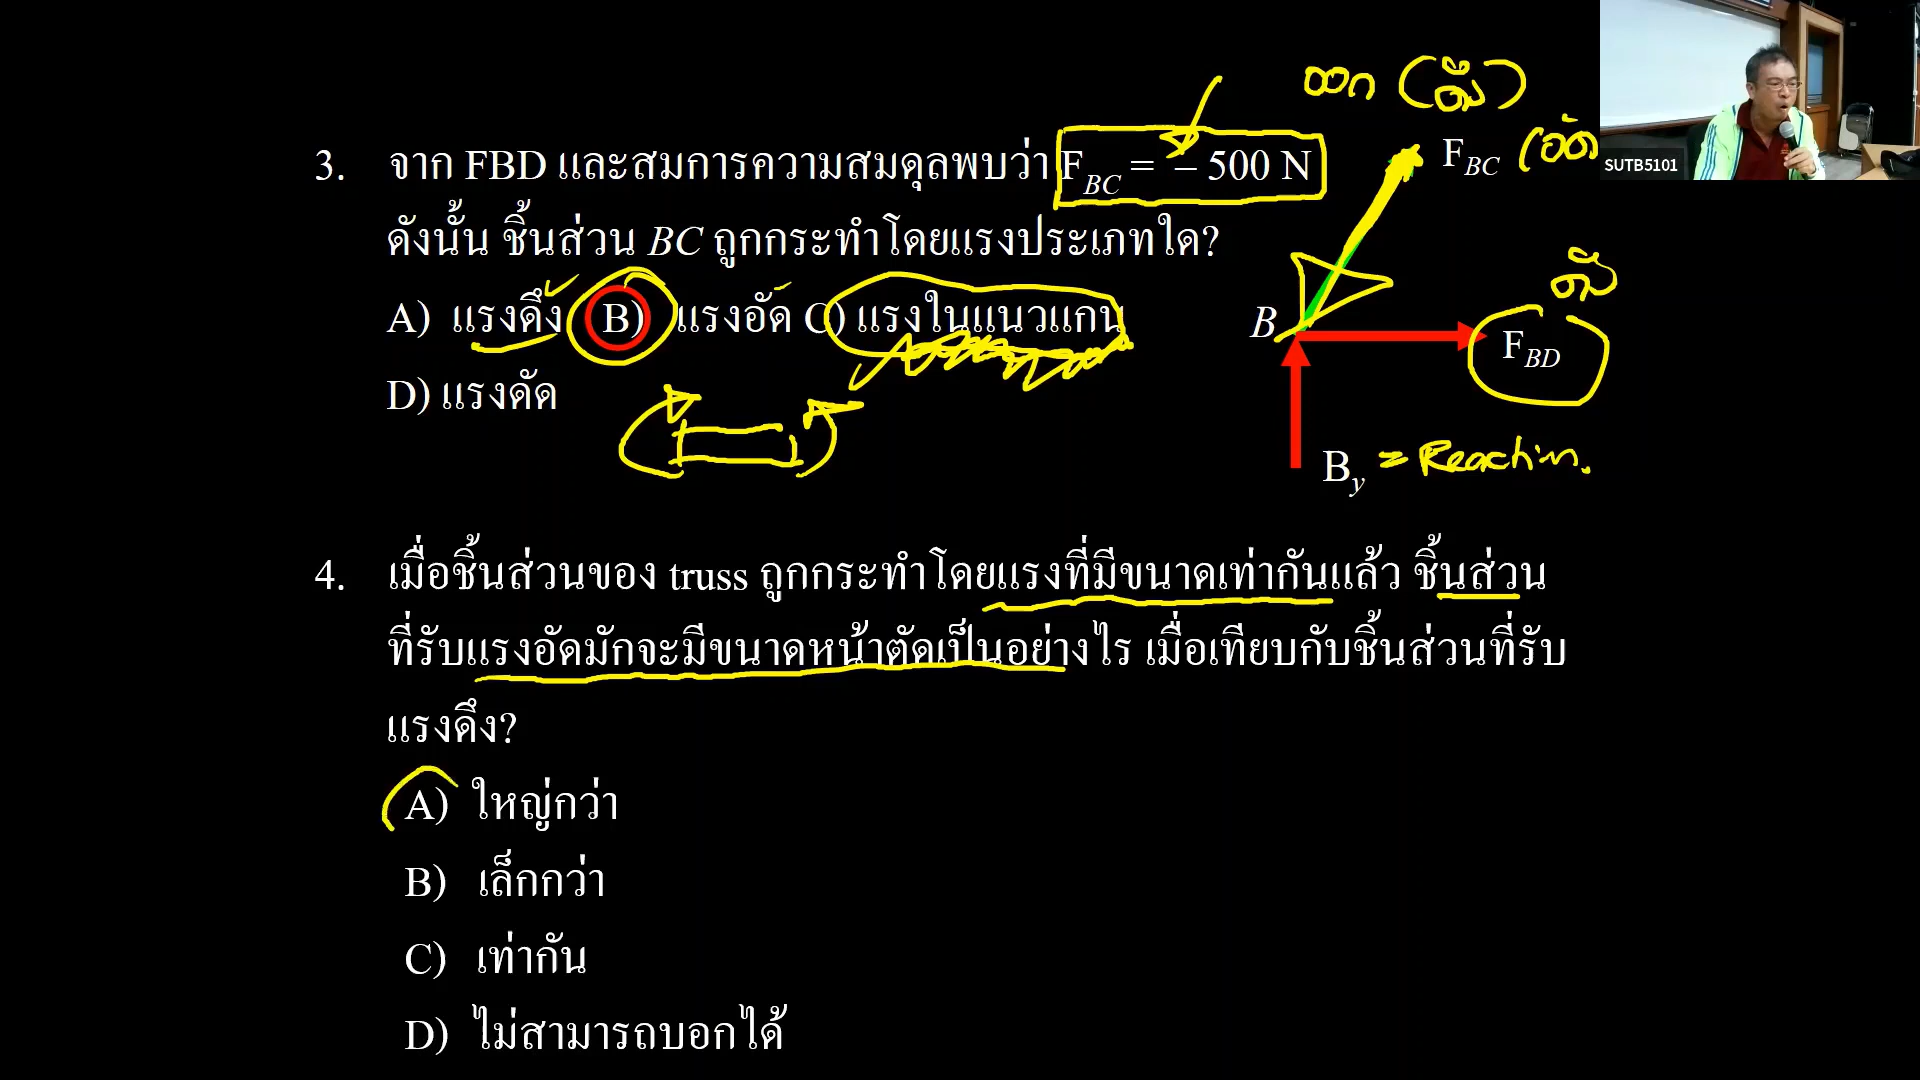 ออก (ดึง)
3. จาก FBD และสมการความสมดุลพบว่า F_BC = – 500 N
F_BC (อัด
SUTB5101
ดังนั้น ชิ้นส่วน BC ถูกกระทำโดยแรงประเภทใด?
ดึง
A) แรงดึง B) แรงอัด C) แรงในแนวแกน
B
F_BD
D) แรงดัด
B_y = Reaction.
4. เมื่อชิ้นส่วนของ truss ถูกกระทำโดยแรงที่มีขนาดเท่ากันแล้ว ชิ้นส่วน
ที่รับแรงอัดมักจะมีขนาดหน้าตัดเป็นอย่างไร เมื่อเทียบกับชิ้นส่วนที่รับ
แรงดึง?
A) ใหญ่กว่า
B) เล็กกว่า
C) เท่ากัน
D) ไม่สามารถบอกได้